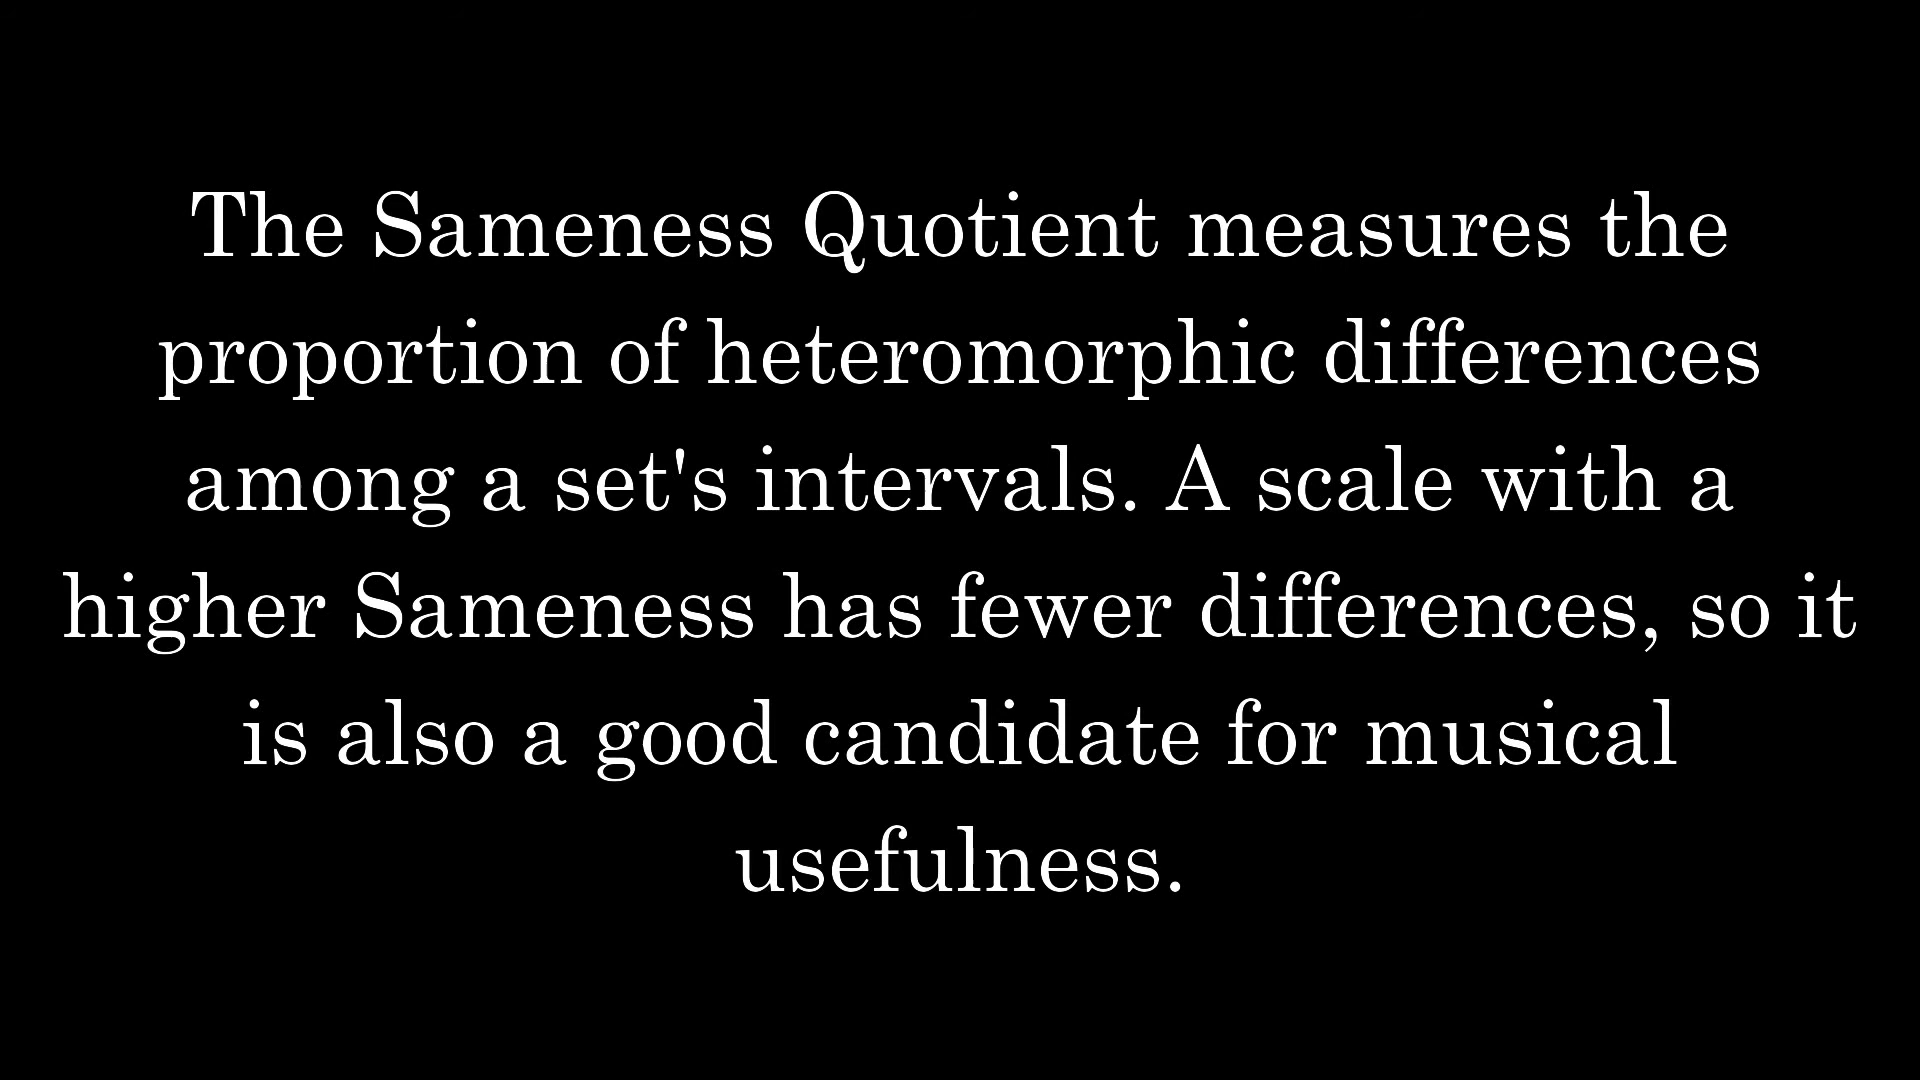 The Sameness Quotient measures the
proportion of heteromorphic differences
among a set's intervals. A scale with a
higher Sameness has fewer differences, so it
is also a good candidate for musical
usefulness.